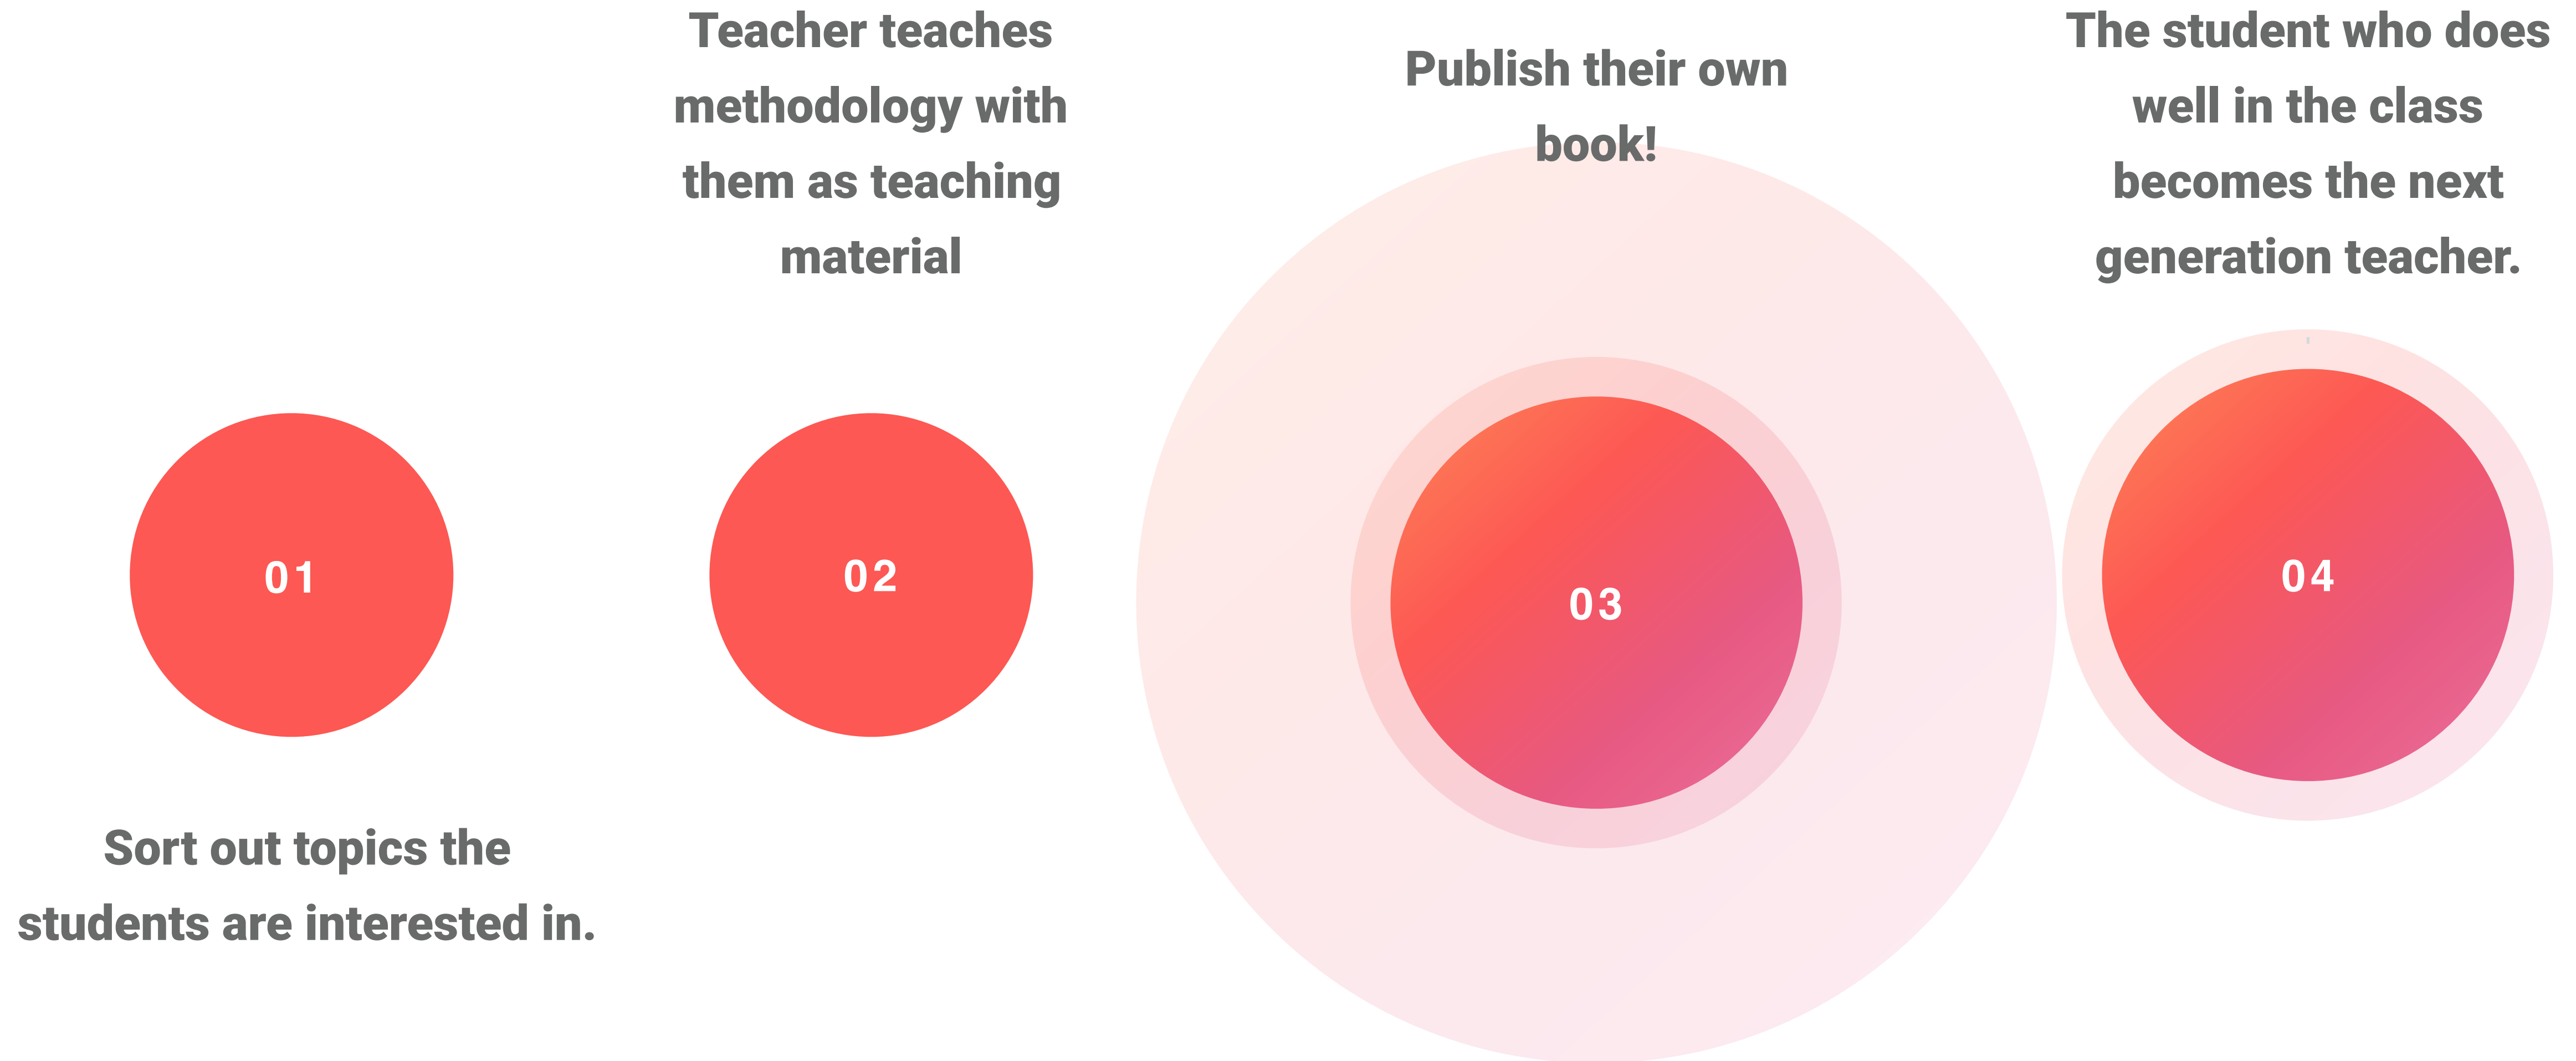 01
Sort out topics the
students are interested in.
Teacher teaches
methodology with
them as teaching
material
02
Publish their own
book!
03
The student who does
well in the class
becomes the next
generation teacher.
04